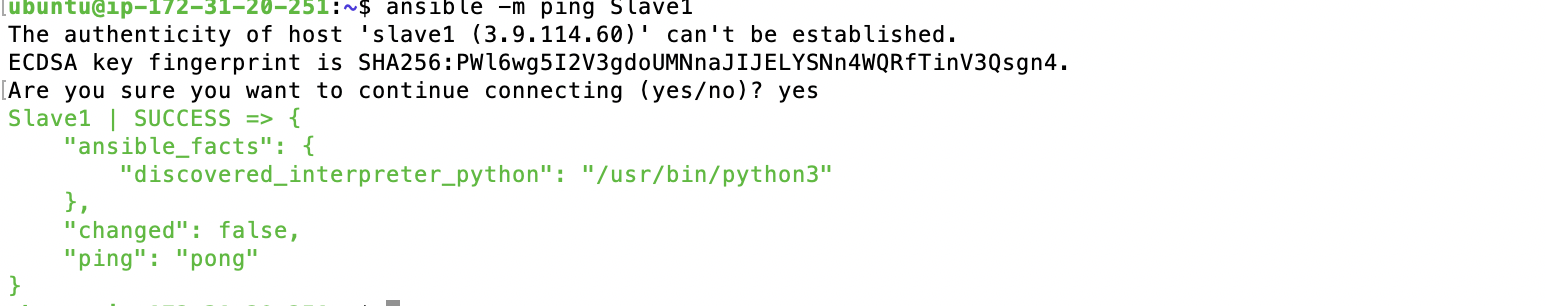 ubuntu@ip-172-31-20-251:~$ ansible -m ping Slave1
The authenticity of host 'slave1 (3.9.114.60)' can't be established.
ECDSA key fingerprint is SHA256:PWl6wg5I2V3gdoUMNnaJIJELYSNn4WQRfTinV3Qsgn4.
[Are you sure you want to continue connecting (yes/no)? yes
Slave1 | SUCCESS => {
    "ansible_facts": {
        "discovered_interpreter_python": "/usr/bin/python3"
    },
    "changed": false,
    "ping": "pong"
}